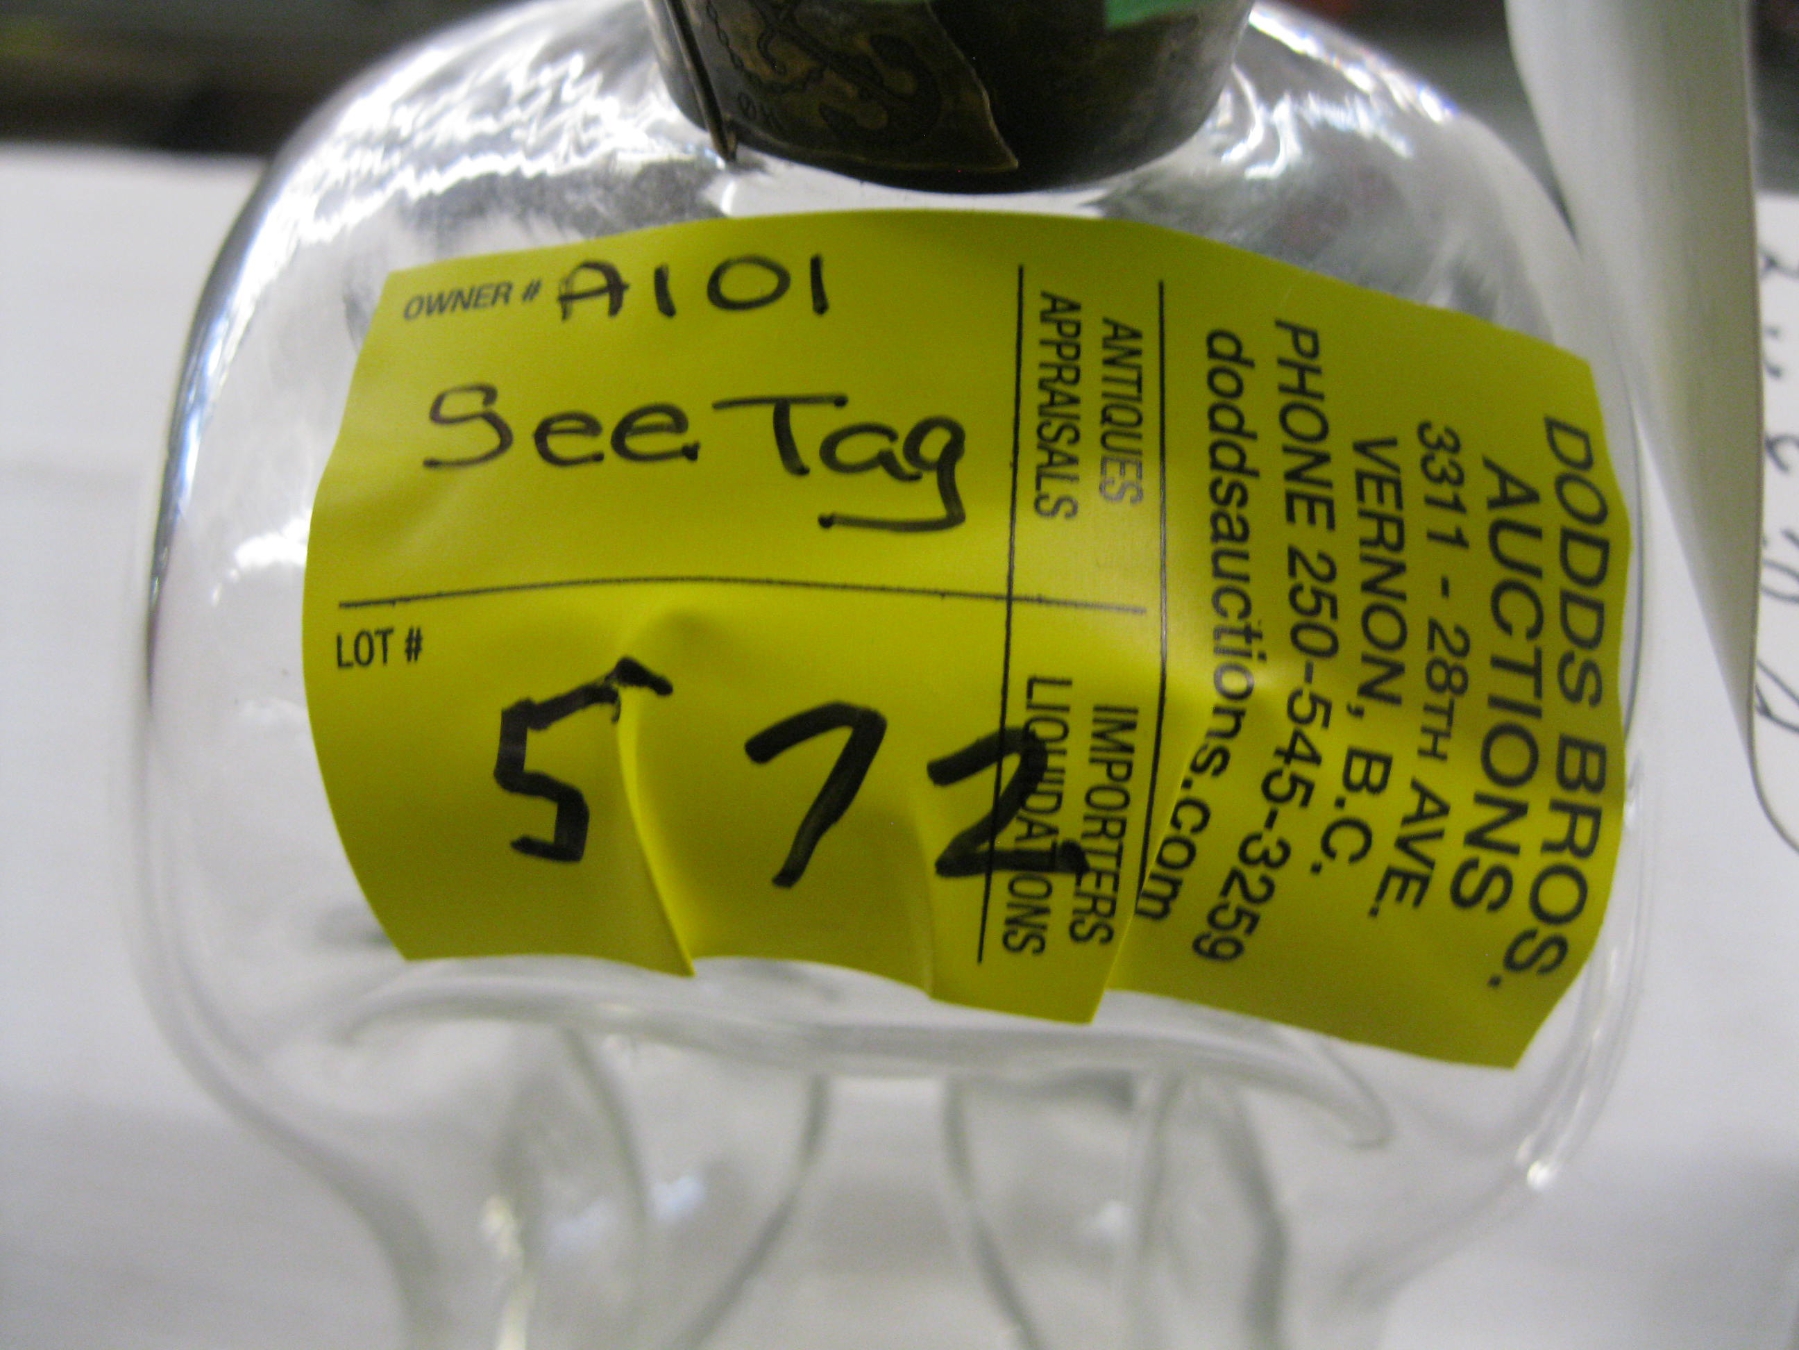 OWNER # A101
See Tag
LOT #
572
ANTIQUES
APPRAISALS
IMPORTERS
LIQUIDATIONS
DODDS BROS.
AUCTIONS
3311 - 28TH AVE.
VERNON, B.C.
PHONE 250-545-3259
doddsauctions.com